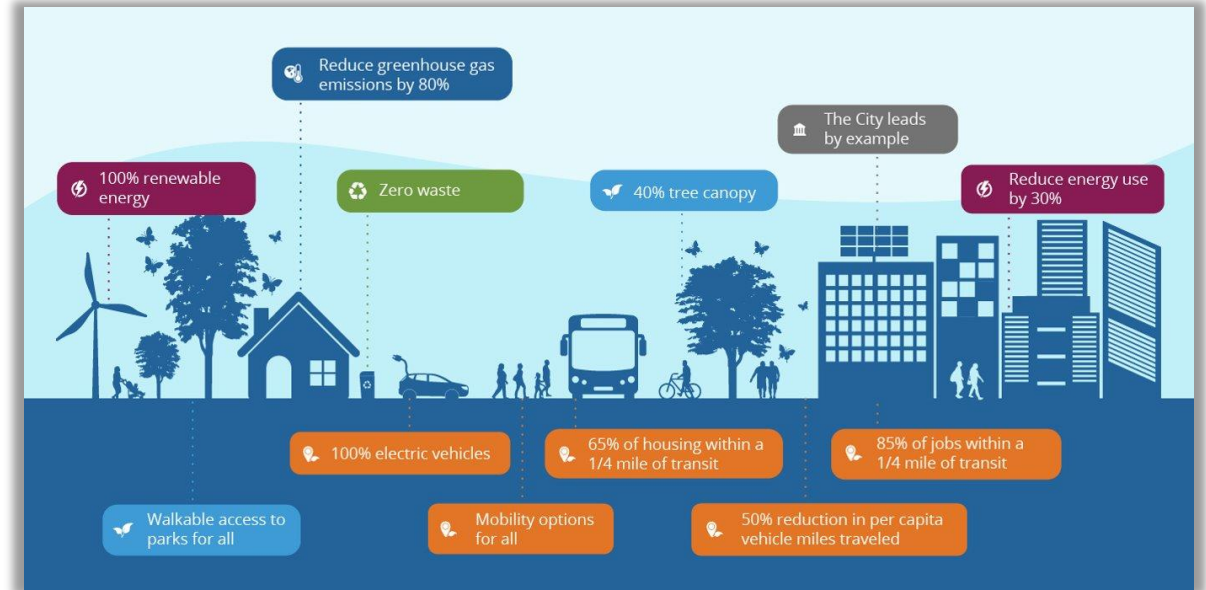 Reduce greenhouse gas
emissions by 80%
The City leads
by example
100% renewable
energy
Zero waste
40% tree canopy
Reduce energy use
by 30%
100% electric vehicles
65% of housing within a
1/4 mile of transit
85% of jobs within a
1/4 mile of transit
Walkable access to
parks for all
Mobility options
for all
50% reduction in per capita
vehicle miles traveled